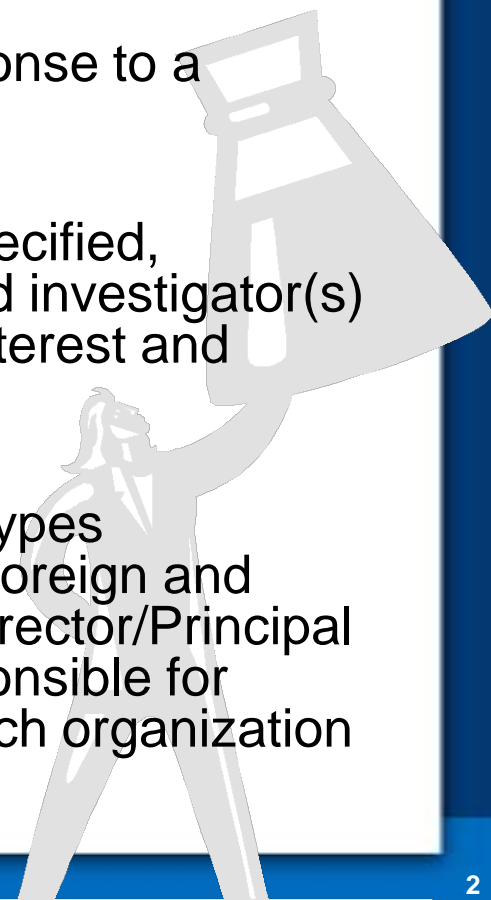 onse to a
ecified,
d investigator(s)
terest and
ypes
oreign and
rector/Principal
onsible for
ch organization
2